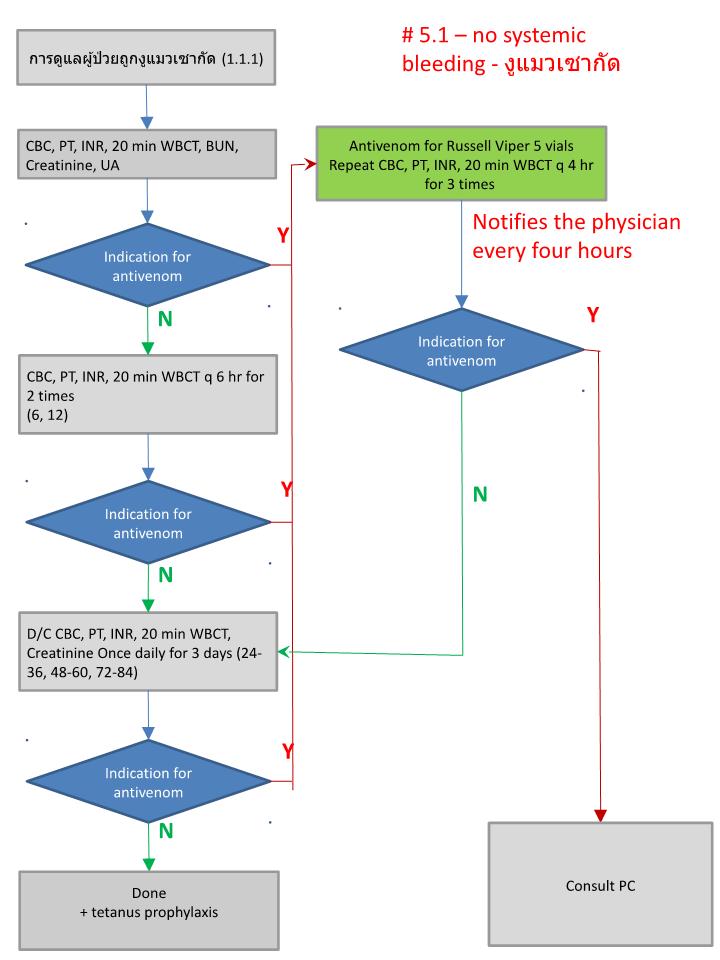 # 5.1 – no systemic
bleeding - งูแมวเซากัด
การดูแลผู้ป่วยถูกงูแมวเซากัด (1.1.1)
CBC, PT, INR, 20 min WBCT, BUN,
Creatinine, UA
Indication for
antivenom
Y
N
CBC, PT, INR, 20 min WBCT q 6 hr for
2 times
(6, 12)
Indication for
antivenom
Y
N
D/C CBC, PT, INR, 20 min WBCT,
Creatinine Once daily for 3 days (24-
36, 48-60, 72-84)
Indication for
antivenom
Y
N
Done
+ tetanus prophylaxis
Antivenom for Russell Viper 5 vials
Repeat CBC, PT, INR, 20 min WBCT q 4 hr
for 3 times
Notifies the physician
every four hours
Indication for
antivenom
Y
N
Consult PC